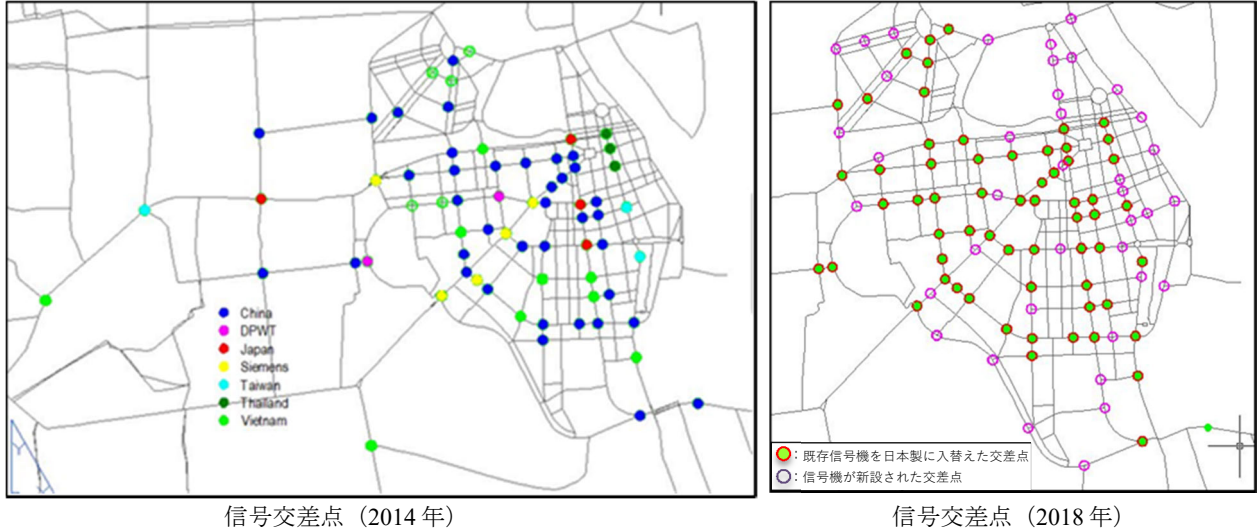 China
DPWT
Japan
Siemens
Taiwan
Thailand
Vietnam
：既存信号機を日本製に入替えた交差点
：信号機が新設された交差点
信号交差点（2014 年）
信号交差点（2018 年）